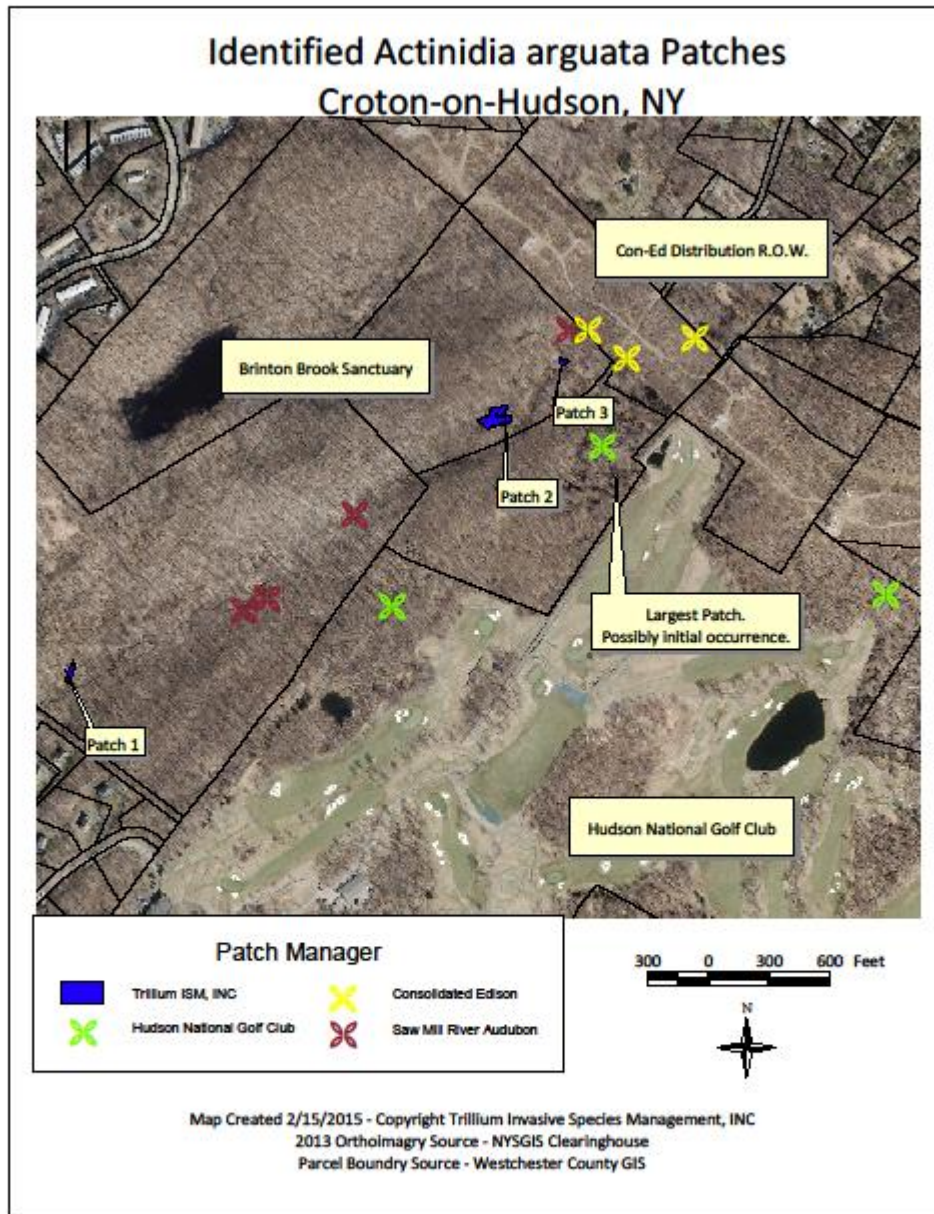 Identified Actinidia arguata Patches
Croton-on-Hudson, NY
Con-Ed Distribution R.O.W.
Brinton Brook Sanctuary
Patch 3
Patch 2
Largest Patch.
Possibly initial occurrence.
Patch 1
Hudson National Golf Club
Patch Manager
Trillium ISM, INC
Consolidated Edison
Hudson National Golf Club
Saw Mill River Audubon
300 0 300 600 Feet
N
Map Created 2/15/2015 - Copyright Trillium Invasive Species Management, INC
2013 Orthoimagry Source - NYSGIS Clearinghouse
Parcel Boundry Source - Westchester County GIS